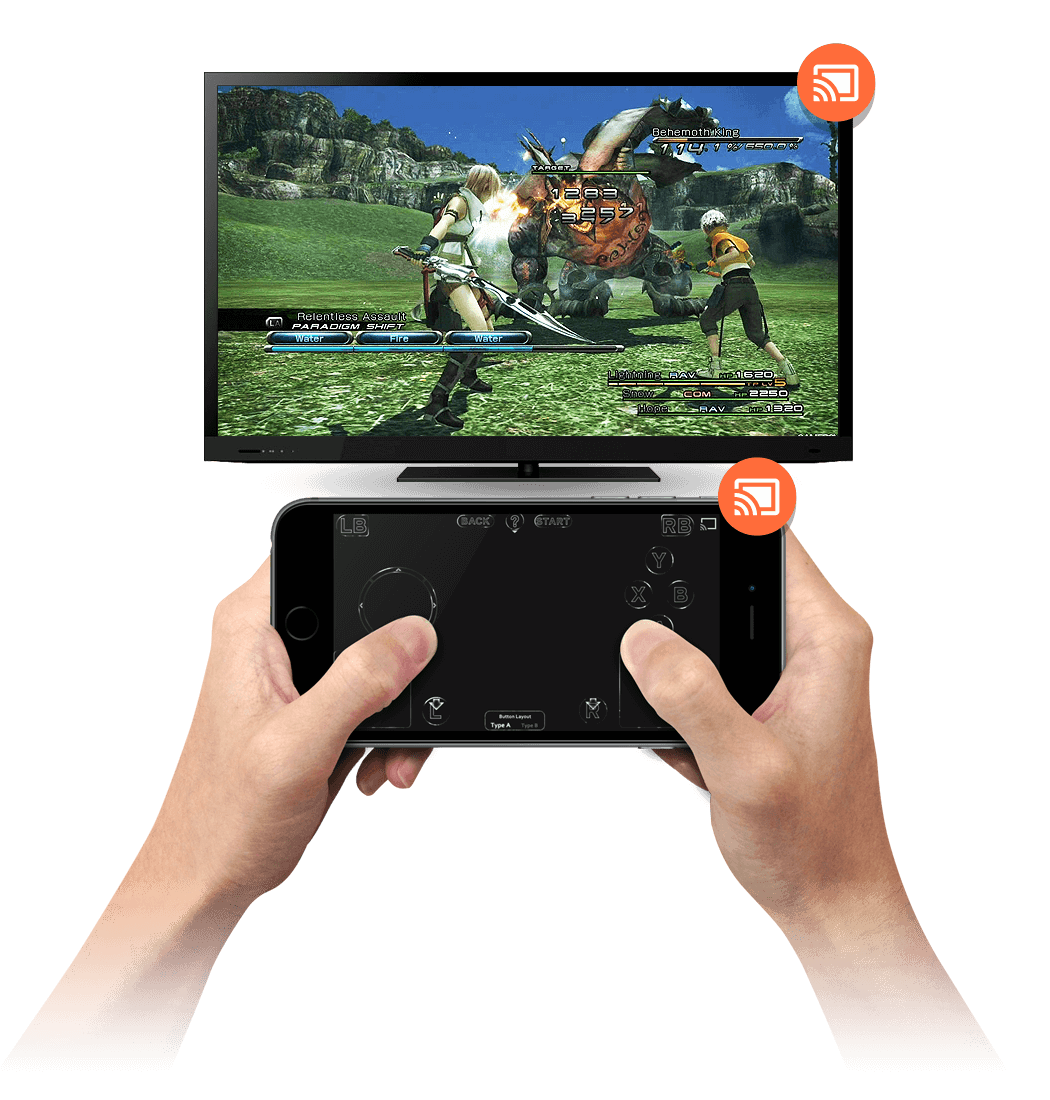 Behemoth King
114.1 %/650.0 %
TARGET
1283
3257
Relentless Assault
PARADIGM SHIFT
Water Fire Water
Lightning RAV HP 1620
Snow COM HP 2250
Hope RAV HP 1320
LB BACK ? START RB
Y
X B
L R
Button Layout
Type A Type B